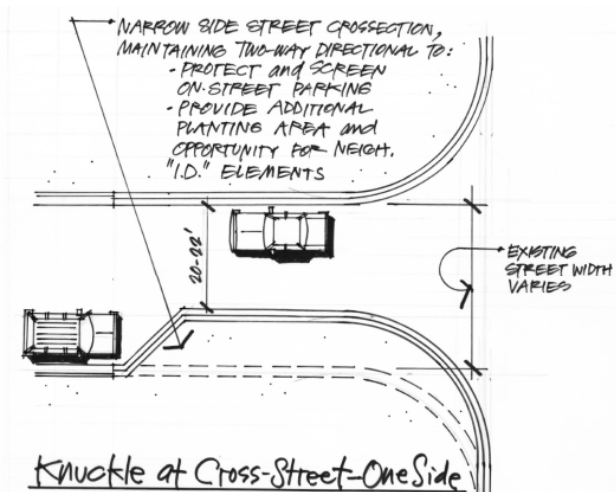 NARROW SIDE STREET CROSSECTION,
MAINTAINING TWO-WAY DIRECTIONAL TO:
· PROTECT and SCREEN
ON-STREET PARKING
· PROVIDE ADDITIONAL
PLANTING AREA and
OPPORTUNITY FOR NEIGH.
"I.D." ELEMENTS
20-22'
EXISTING
STREET WIDTH
VARIES
Knuckle at Cross-Street-One Side